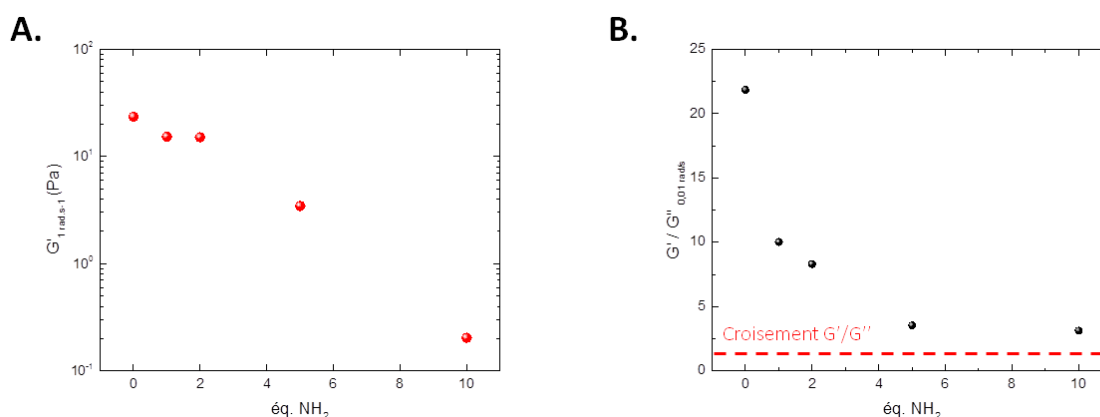 A.
10²
10¹
10⁰
10⁻¹
G'1 rad.s-1 (Pa)
0 2 4 6 8 10
éq. NH₂
B.
25
20
15
10
5
0
G' / G'' 0,01 rad/s
Croisement G'/G''
0 2 4 6 8 10
éq. NH₂